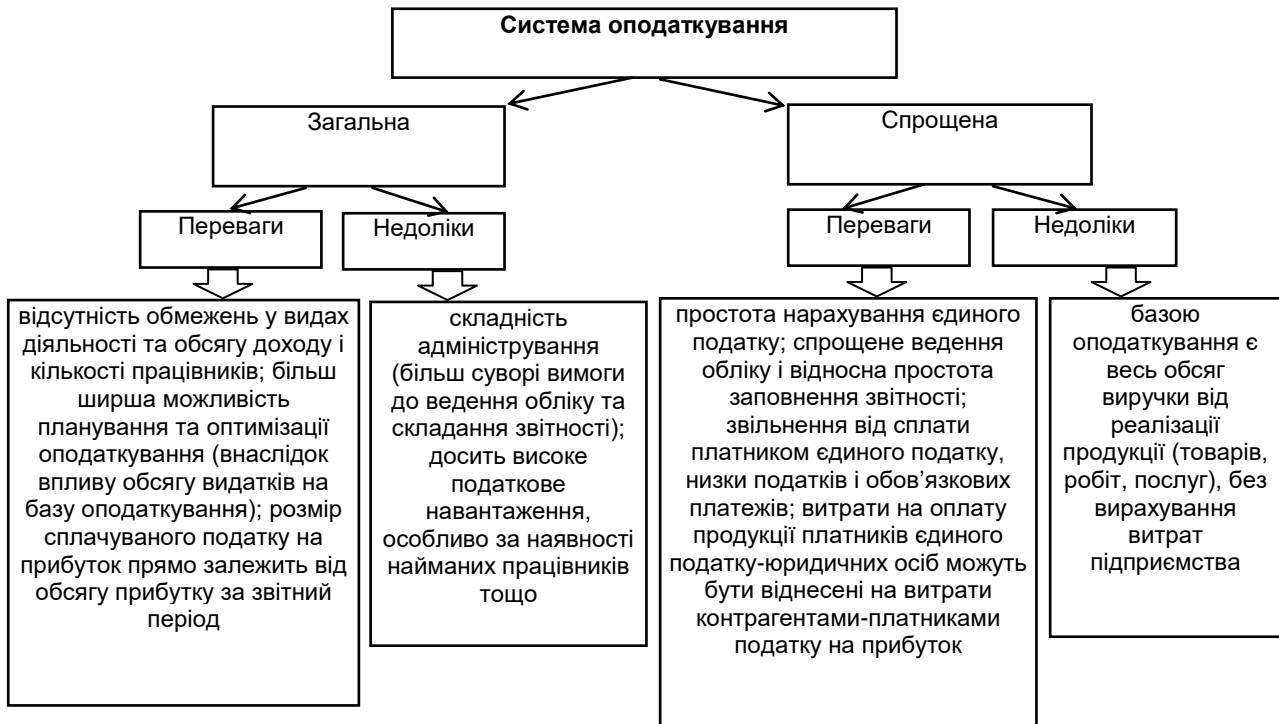 Система оподаткування
Загальна
Спрощена
Переваги
Недоліки
Переваги
Недоліки
відсутність обмежень у видах
діяльності та обсягу доходу і
кількості працівників; більш
ширша можливість
планування та оптимізації
оподаткування (внаслідок
впливу обсягу видатків на
базу оподаткування); розмір
сплачуваного податку на
прибуток прямо залежить від
обсягу прибутку за звітний
період
складність
адміністрування
(більш суворі вимоги
до ведення обліку та
складання звітності);
досить високе
податкове
навантаження,
особливо за наявності
найманих працівників
тощо
простота нарахування єдиного
податку; спрощене ведення
обліку і відносна простота
заповнення звітності;
звільнення від сплати
платником єдиного податку,
низки податків і обов’язкових
платежів; витрати на оплату
продукції платників єдиного
податку-юридичних осіб можуть
бути віднесені на витрати
контрагентами-платниками
податку на прибуток
базою
оподаткування є
весь обсяг
виручки від
реалізації
продукції (товарів,
робіт, послуг), без
вирахування
витрат
підприємства